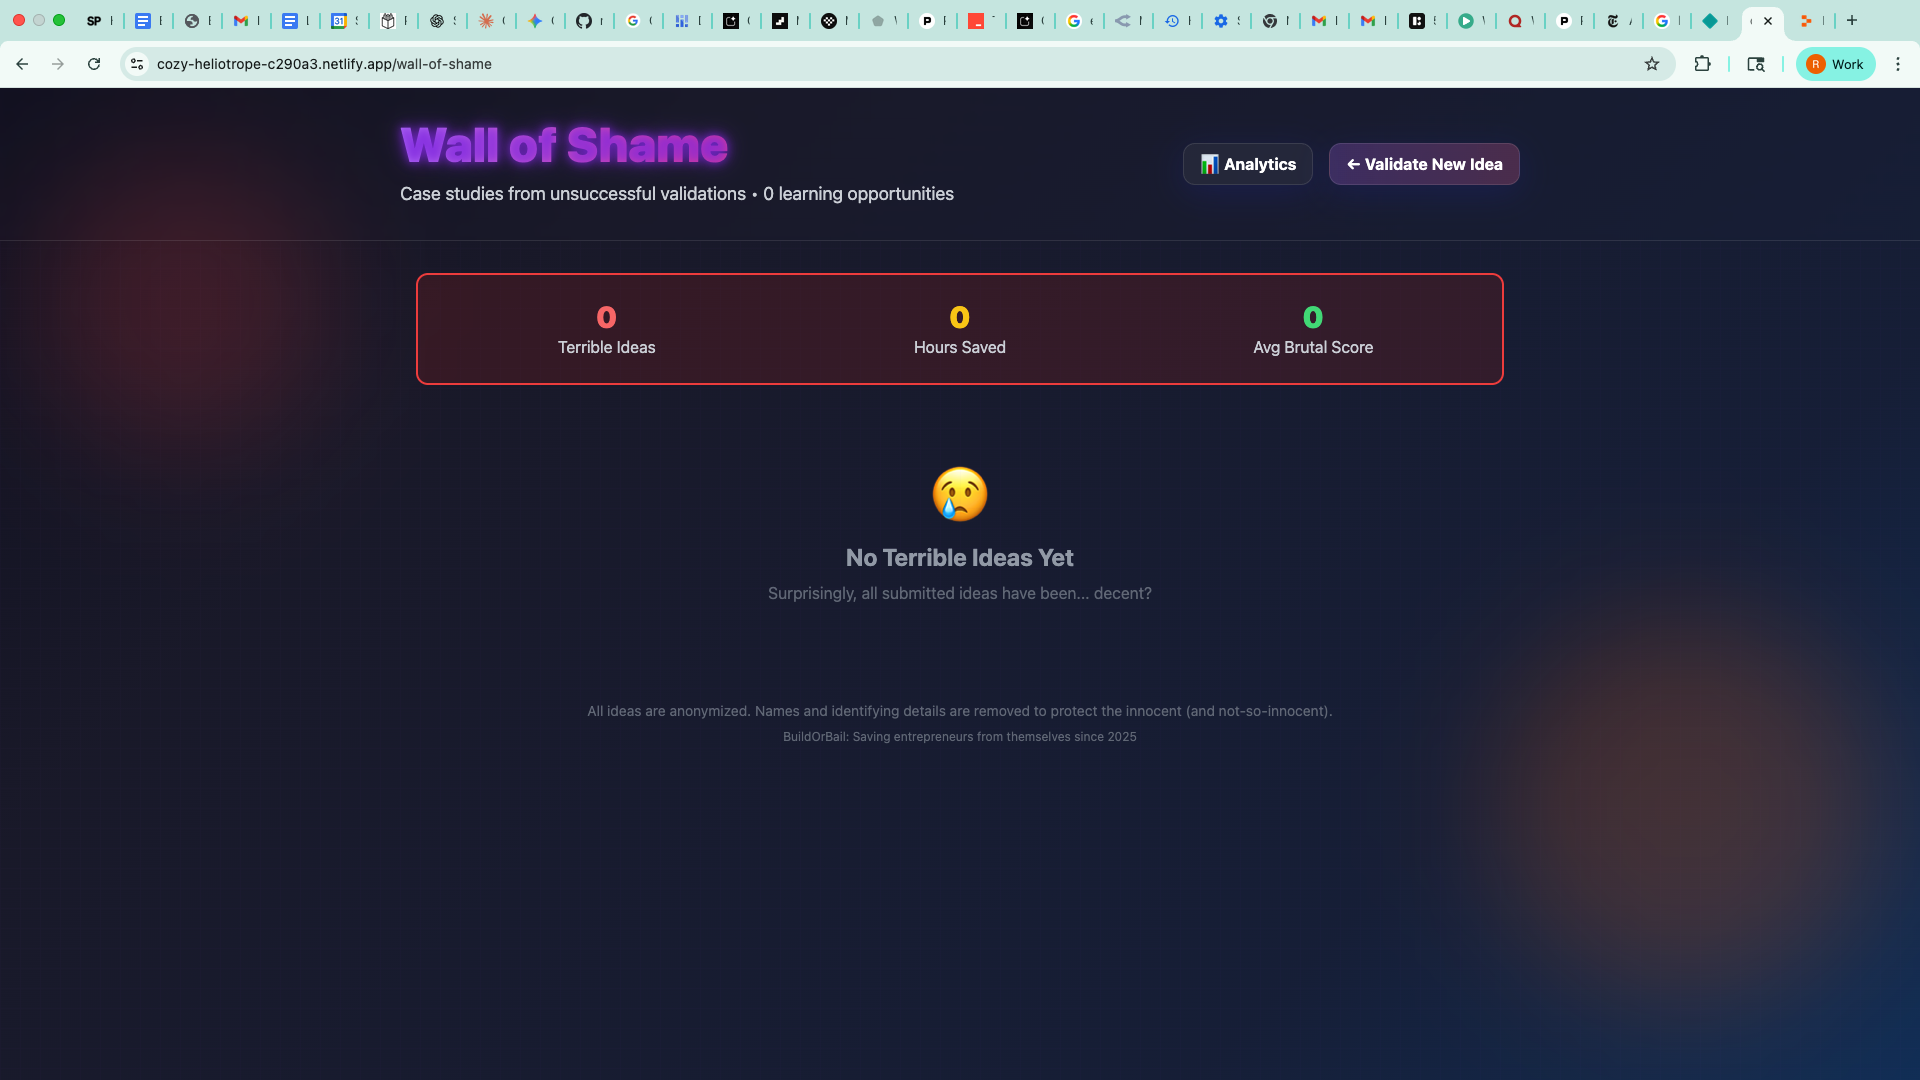 SP
31
cozy-heliotrope-c290a3.netlify.app/wall-of-shame
R
Work
Wall of Shame
Case studies from unsuccessful validations • 0 learning opportunities
📊 Analytics
← Validate New Idea
0
Terrible Ideas
0
Hours Saved
0
Avg Brutal Score
No Terrible Ideas Yet
Surprisingly, all submitted ideas have been... decent?
All ideas are anonymized. Names and identifying details are removed to protect the innocent (and not-so-innocent).
BuildOrBail: Saving entrepreneurs from themselves since 2025